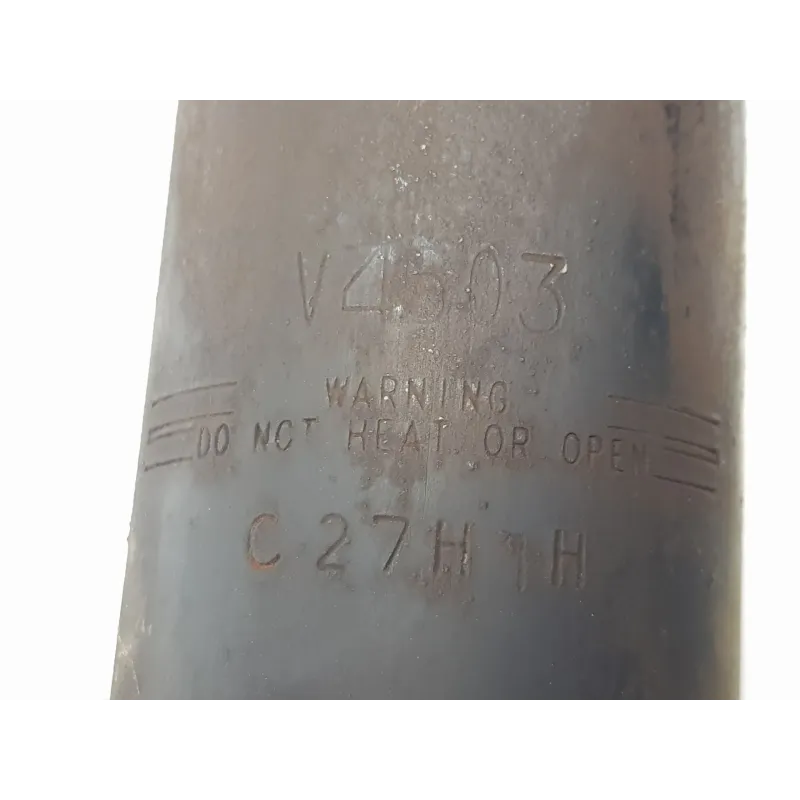 V4503
WARNING
DO NOT HEAT OR OPEN
C27H1H